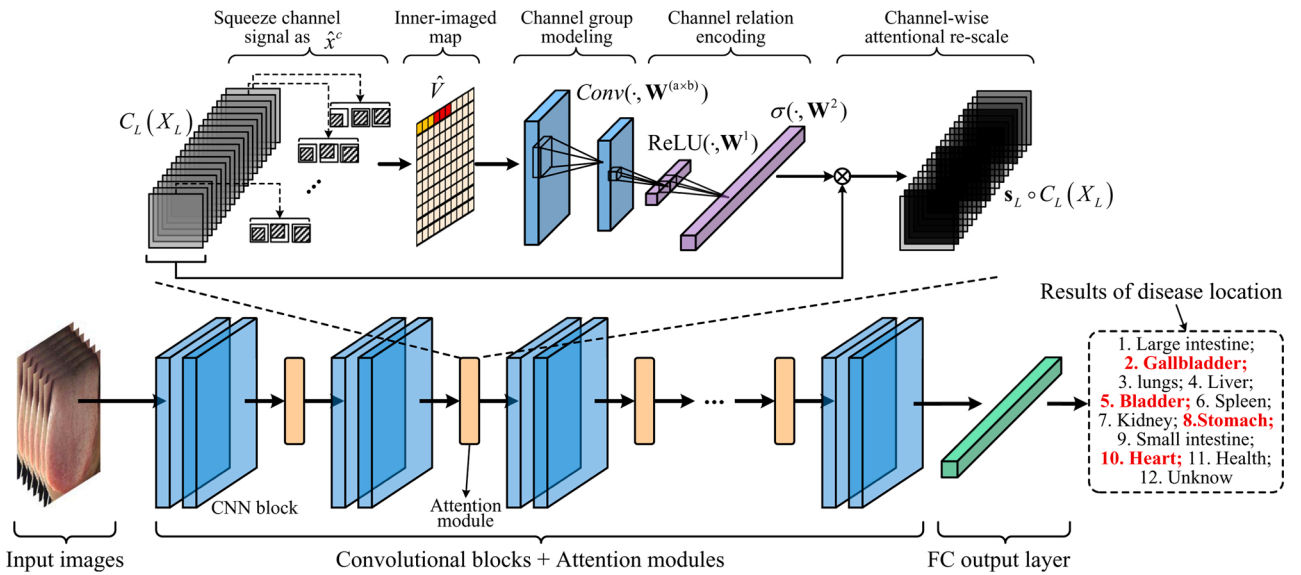 Squeeze channel
signal as x̂ᶜ
Inner-imaged
map
Channel group
modeling
Channel relation
encoding
Channel-wise
attentional re-scale
C_L(X_L)
V̂
Conv(·, W^(a×b))
ReLU(·,W¹)
σ(·, W²)
s_L ∘ C_L(X_L)
...
Results of disease location
1. Large intestine;
2. Gallbladder;
3. lungs; 4. Liver;
5. Bladder; 6. Spleen;
7. Kidney; 8.Stomach;
9. Small intestine;
10. Heart; 11. Health;
12. Unknow
...
CNN block
Attention
module
Input images
Convolutional blocks + Attention modules
FC output layer